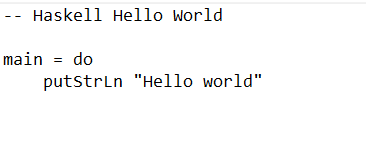 -- Haskell Hello World
main = do
    putStrLn "Hello world"